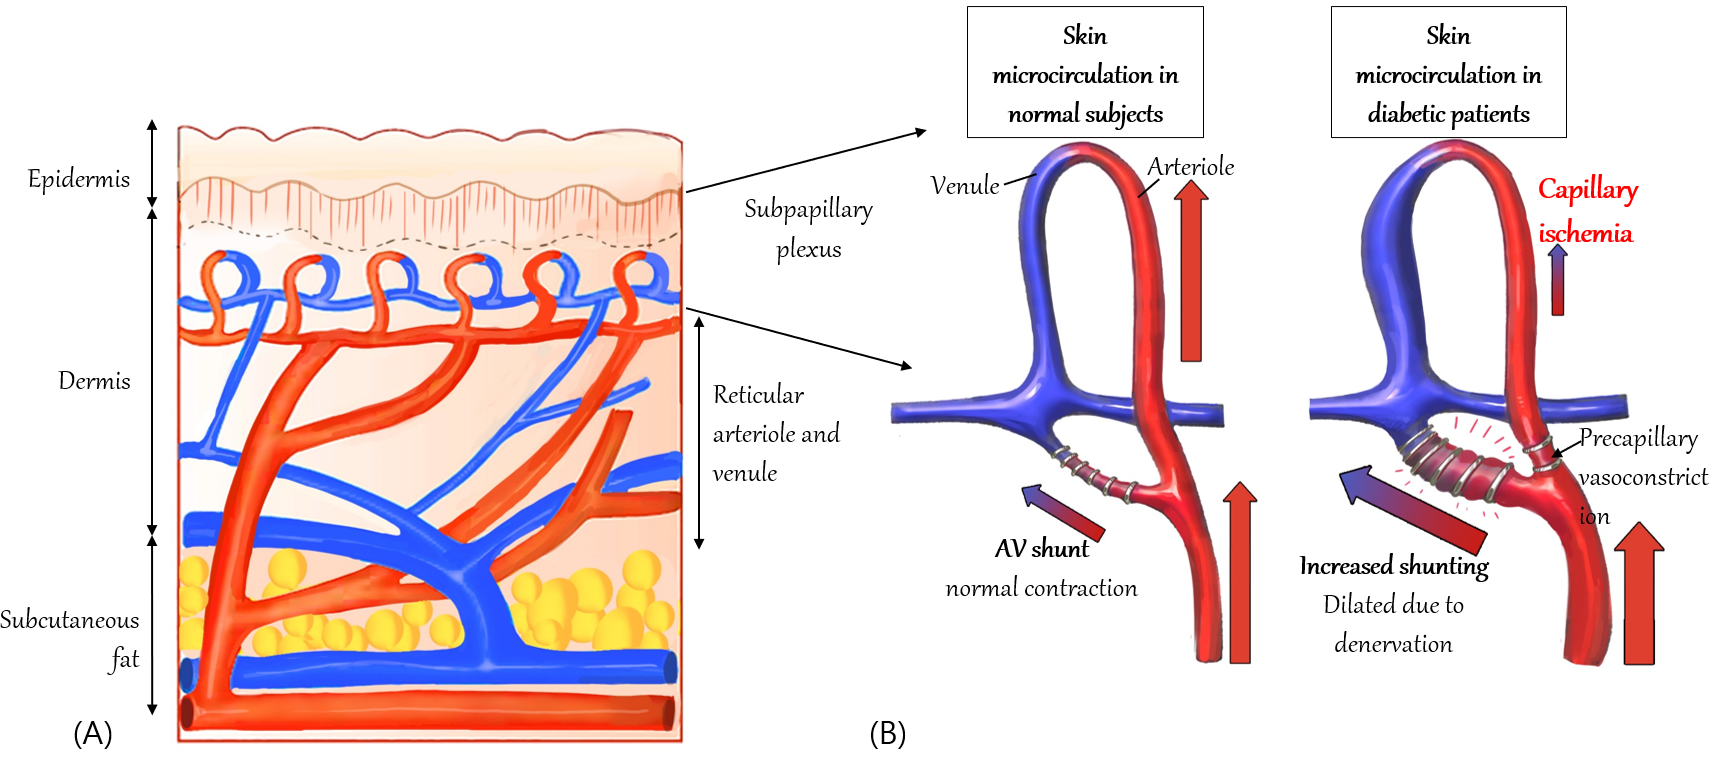 Epidermis
Dermis
Subcutaneous
fat
(A)
Subpapillary
plexus
Reticular
arteriole and
venule
(B)
Skin
microcirculation in
normal subjects
Venule
Arteriole
AV shunt
normal contraction
Skin
microcirculation in
diabetic patients
Capillary
ischemia
Precapillary
vasoconstrict
ion
Increased shunting
Dilated due to
denervation